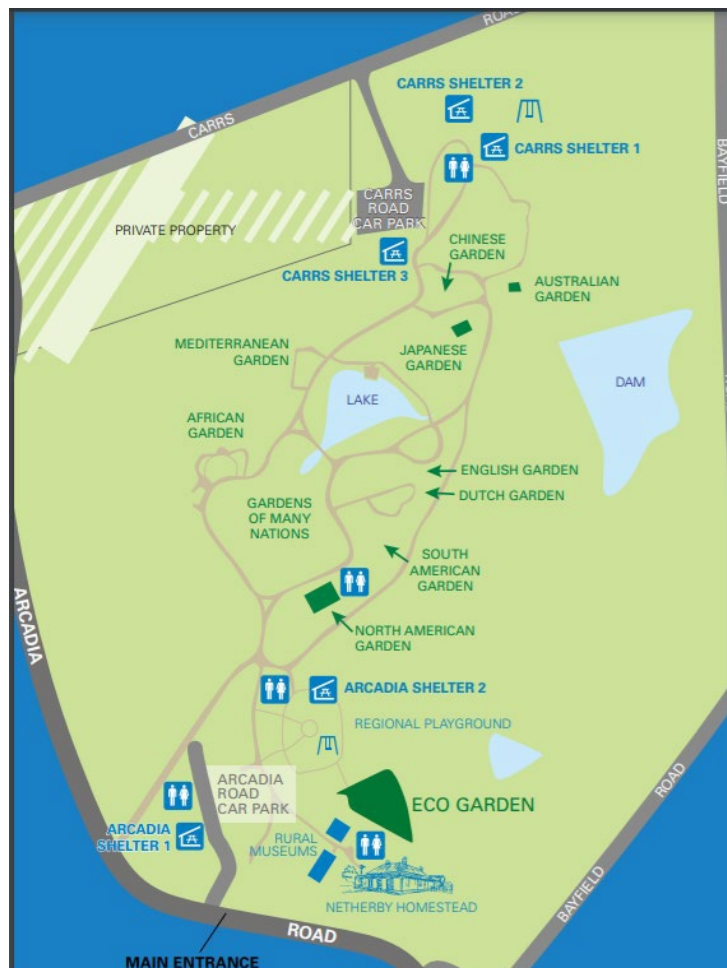 ROAD
CARRS SHELTER 2
CARRS
CARRS SHELTER 1
BAYFIELD
PRIVATE PROPERTY
CARRS
ROAD
CAR PARK
CHINESE
GARDEN
CARRS SHELTER 3
AUSTRALIAN
GARDEN
MEDITERRANEAN
GARDEN
JAPANESE
GARDEN
DAM
LAKE
AFRICAN
GARDEN
ENGLISH GARDEN
DUTCH GARDEN
GARDENS
OF MANY
NATIONS
SOUTH
AMERICAN
GARDEN
ARCADIA
NORTH AMERICAN
GARDEN
ARCADIA SHELTER 2
REGIONAL PLAYGROUND
ARCADIA
ROAD
CAR PARK
ROAD
ECO GARDEN
ARCADIA
SHELTER 1
RURAL
MUSEUMS
BAYFIELD
NETHERBY HOMESTEAD
ROAD
MAIN ENTRANCE